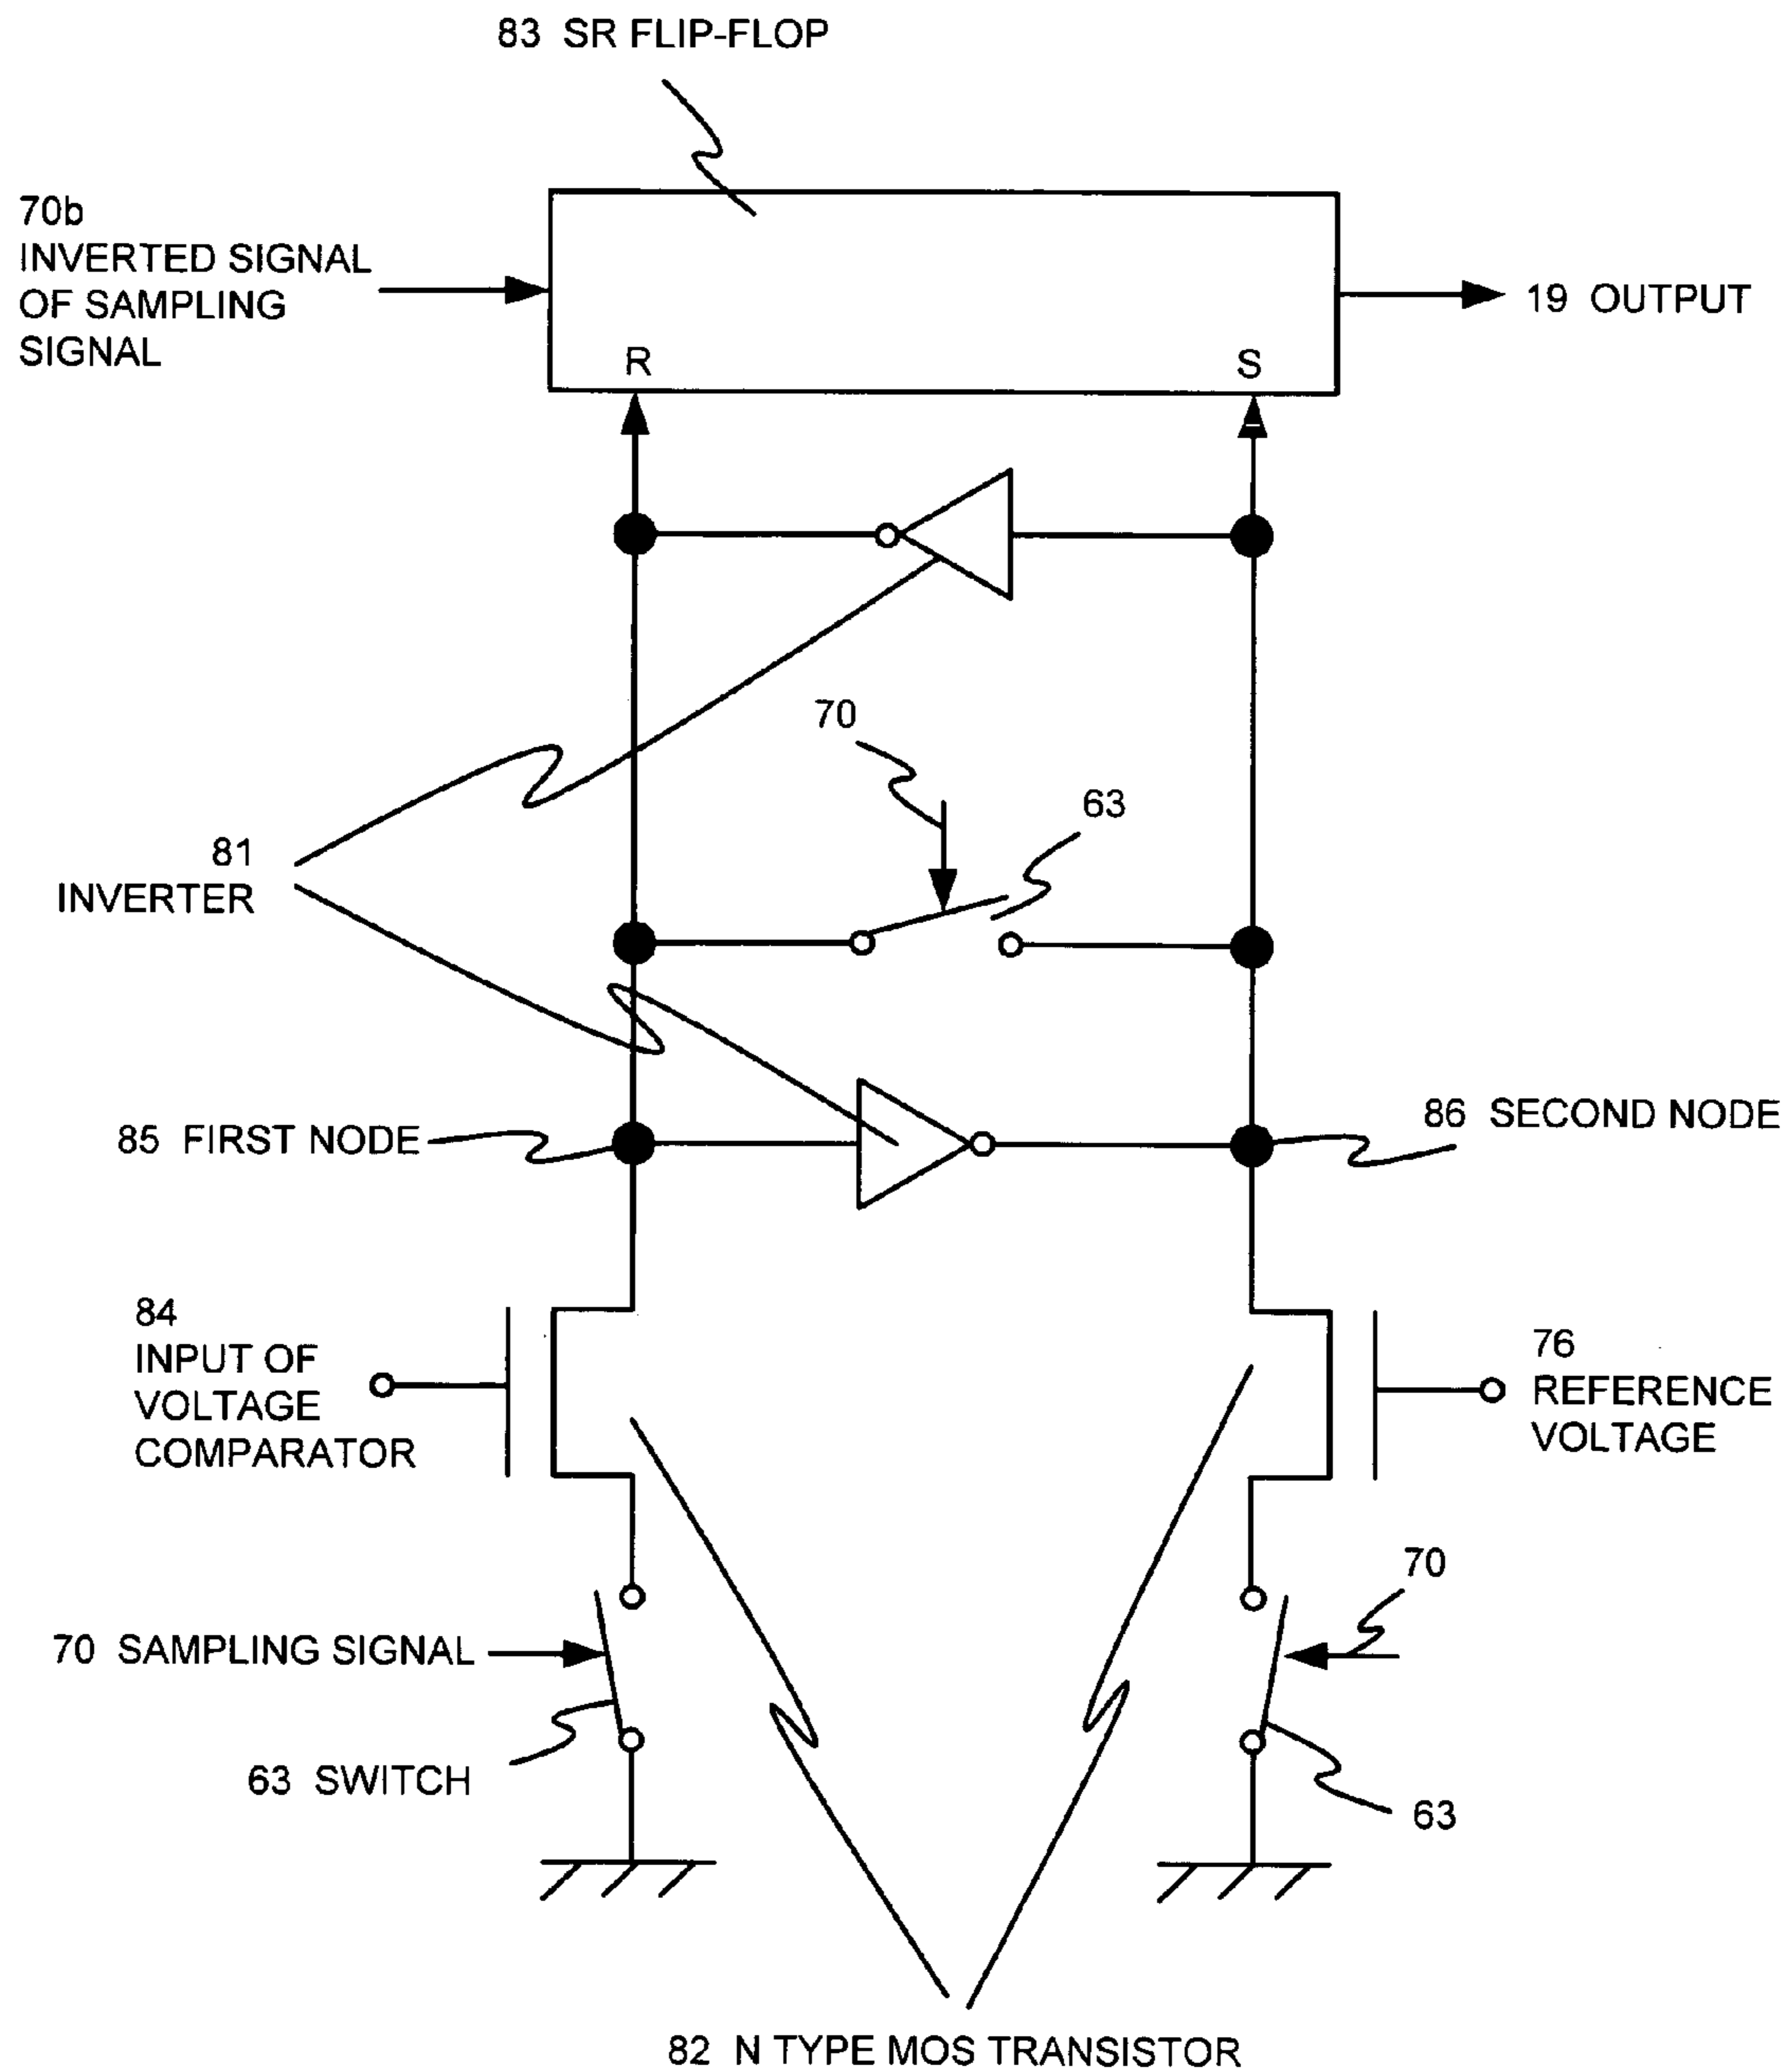 83 SR FLIP-FLOP
70b
INVERTED SIGNAL
OF SAMPLING
SIGNAL
R
S
19 OUTPUT
70
63
81
INVERTER
85 FIRST NODE
86 SECOND NODE
84
INPUT OF
VOLTAGE
COMPARATOR
76
REFERENCE
VOLTAGE
70
70 SAMPLING SIGNAL
63 SWITCH
63
82 N TYPE MOS TRANSISTOR